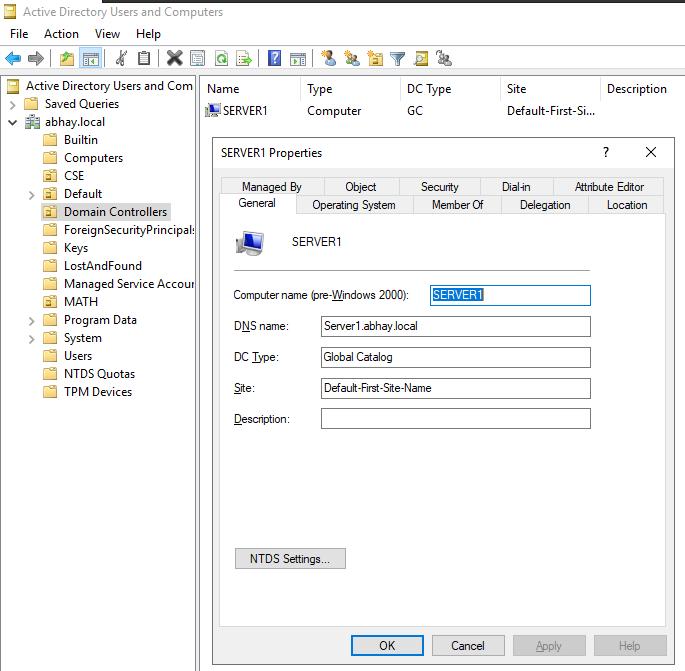 Active Directory Users and Computers
File Action View Help
Active Directory Users and Com
Saved Queries
abhay.local
Builtin
Computers
CSE
Default
Domain Controllers
ForeignSecurityPrincipals
Keys
LostAndFound
Managed Service Accour
MATH
Program Data
System
Users
NTDS Quotas
TPM Devices
Name Type DC Type Site Description
SERVER1 Computer GC Default-First-Si...
SERVER1 Properties ?
Managed By Object Security Dial-in Attribute Editor
General Operating System Member Of Delegation Location
SERVER1
Computer name (pre-Windows 2000): SERVER1
DNS name: Server1.abhay.local
DC Type: Global Catalog
Site: Default-First-Site-Name
Description:
NTDS Settings...
OK Cancel Apply Help